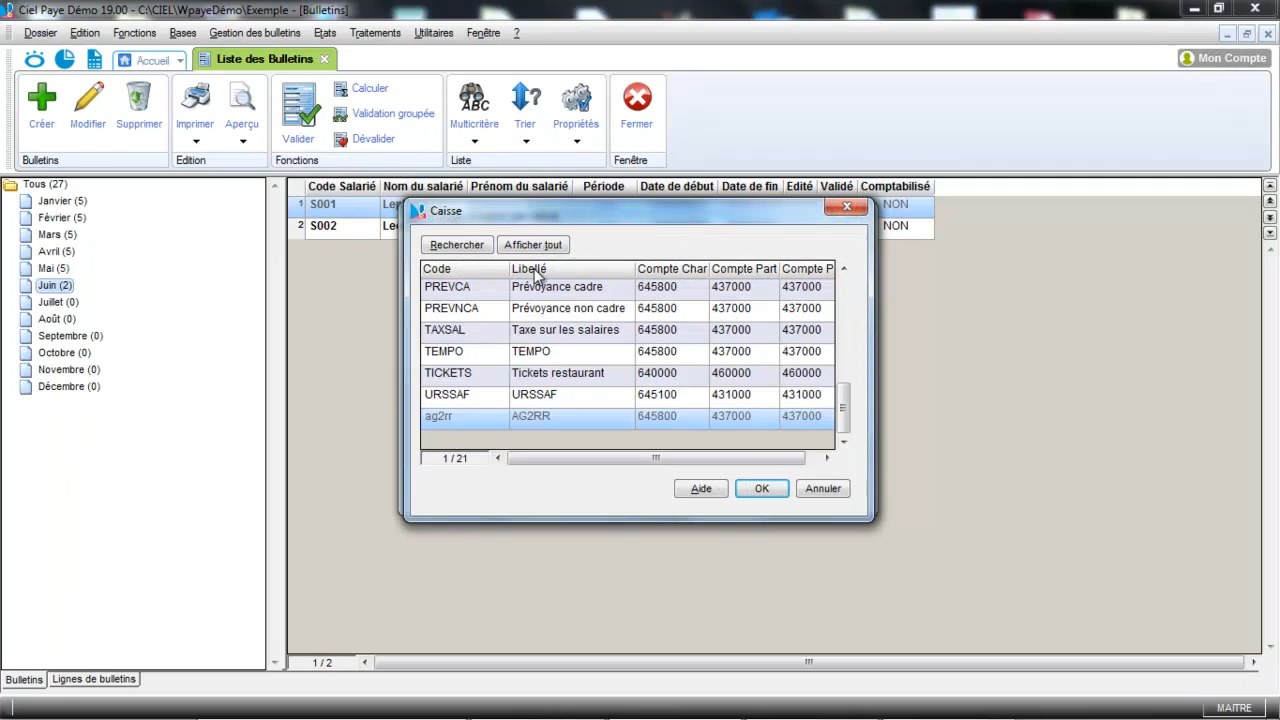 Ciel Paye Démo 19.00 - C:\CIEL\WpayeDémo\Exemple - [Bulletins]
Dossier Edition Fonctions Bases Gestion des bulletins Etats Traitements Utilitaires Fenêtre ?
Accueil Liste des Bulletins Mon Compte
Créer Modifier Supprimer Imprimer Aperçu Valider Calculer Validation groupée Dévalider Multicritère Trier Propriétés Fermer
Bulletins Edition Fonctions Liste Fenêtre
Tous (27)
Janvier (5)
Février (5)
Mars (5)
Avril (5)
Mai (5)
Juin (2)
Juillet (0)
Août (0)
Septembre (0)
Octobre (0)
Novembre (0)
Décembre (0)
Code Salarié Nom du salarié Prénom du salarié Période Date de début Date de fin Edité Validé Comptabilisé
1 S001 NON
2 S002 NON
Caisse
Rechercher Afficher tout
Code Libellé Compte Char Compte Part Compte P
PREVCA Prévoyance cadre 645800 437000 437000
PREVNCA Prévoyance non cadre 645800 437000 437000
TAXSAL Taxe sur les salaires 645800 437000 437000
TEMPO TEMPO 645800 437000 437000
TICKETS Tickets restaurant 640000 460000 460000
URSSAF URSSAF 645100 431000 431000
ag2rr AG2RR 645800 437000 437000
1 / 21
Aide OK Annuler
1 / 2
Bulletins Lignes de bulletins
MAITRE